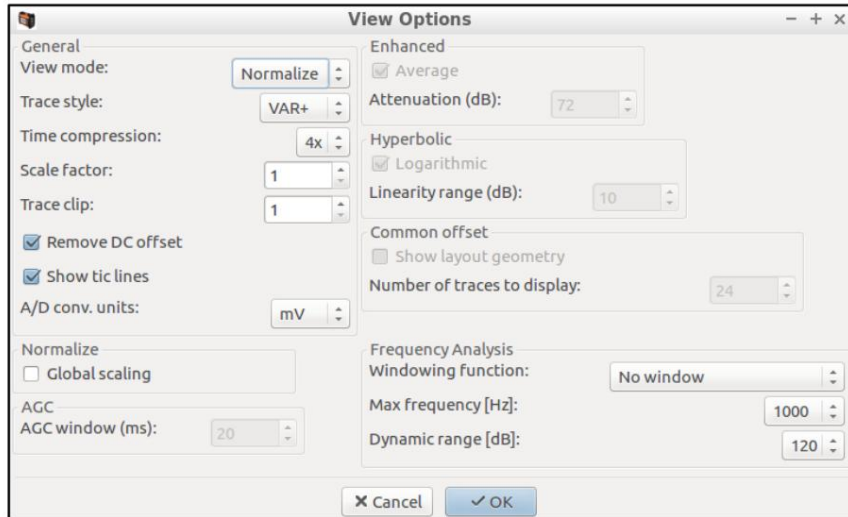 View Options
General
View mode: Normalize
Trace style: VAR+
Time compression: 4x
Scale factor: 1
Trace clip: 1
Remove DC offset
Show tic lines
A/D conv. units: mV
Normalize
Global scaling
AGC
AGC window (ms): 20
Enhanced
Average
Attenuation (dB): 72
Hyperbolic
Logarithmic
Linearity range (dB): 10
Common offset
Show layout geometry
Number of traces to display: 24
Frequency Analysis
Windowing function: No window
Max frequency [Hz]: 1000
Dynamic range [dB]: 120
Cancel OK